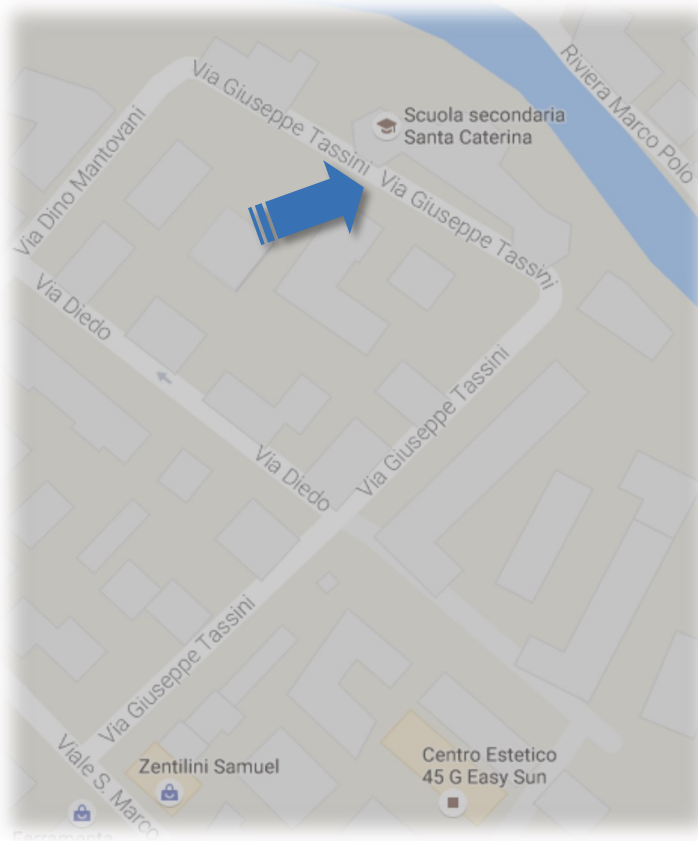 Via Giuseppe Tassini
Scuola secondaria
Santa Caterina
Riviera Marco Polo
Via Dino Mantovani
Via Giuseppe Tassini
Via Diedo
Via Giuseppe Tassini
Via Diedo
Via Giuseppe Tassini
Viale S. Marco
Zentilini Samuel
Centro Estetico
45 G Easy Sun
Ferramenta